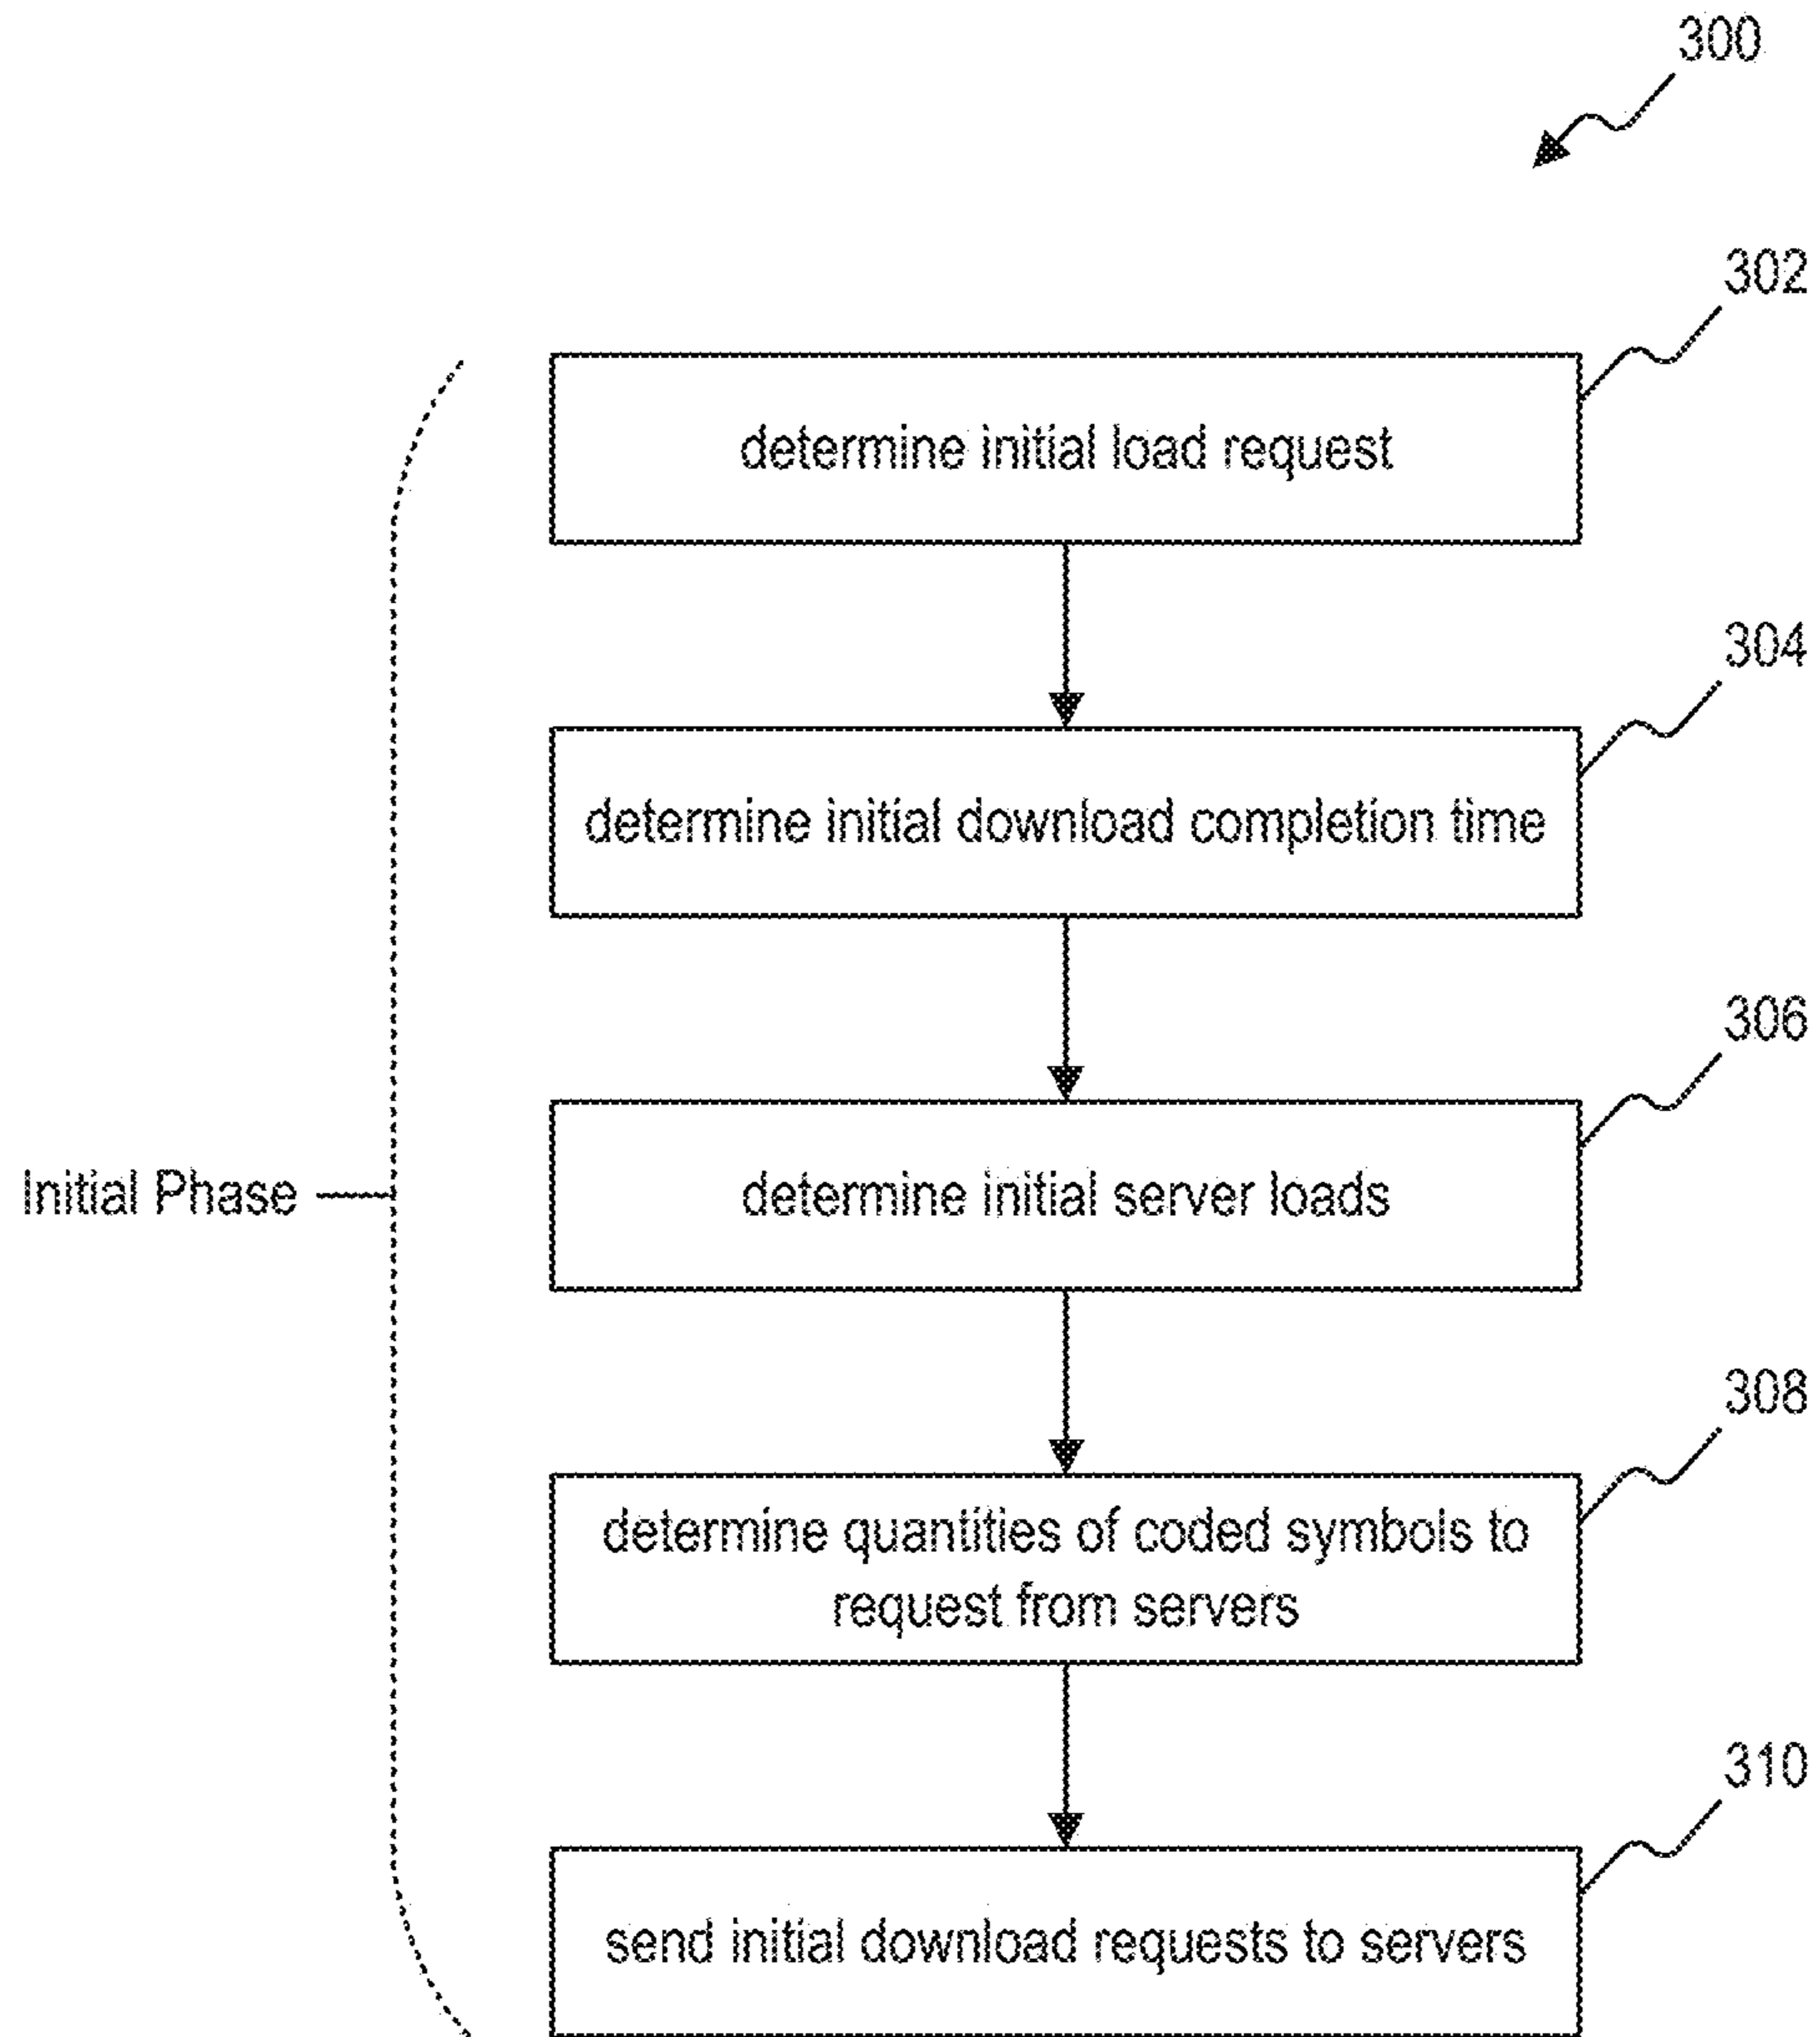 300
302
determine initial load request
304
determine initial download completion time
306
Initial Phase
determine initial server loads
308
determine quantities of coded symbols to
request from servers
310
send initial download requests to servers